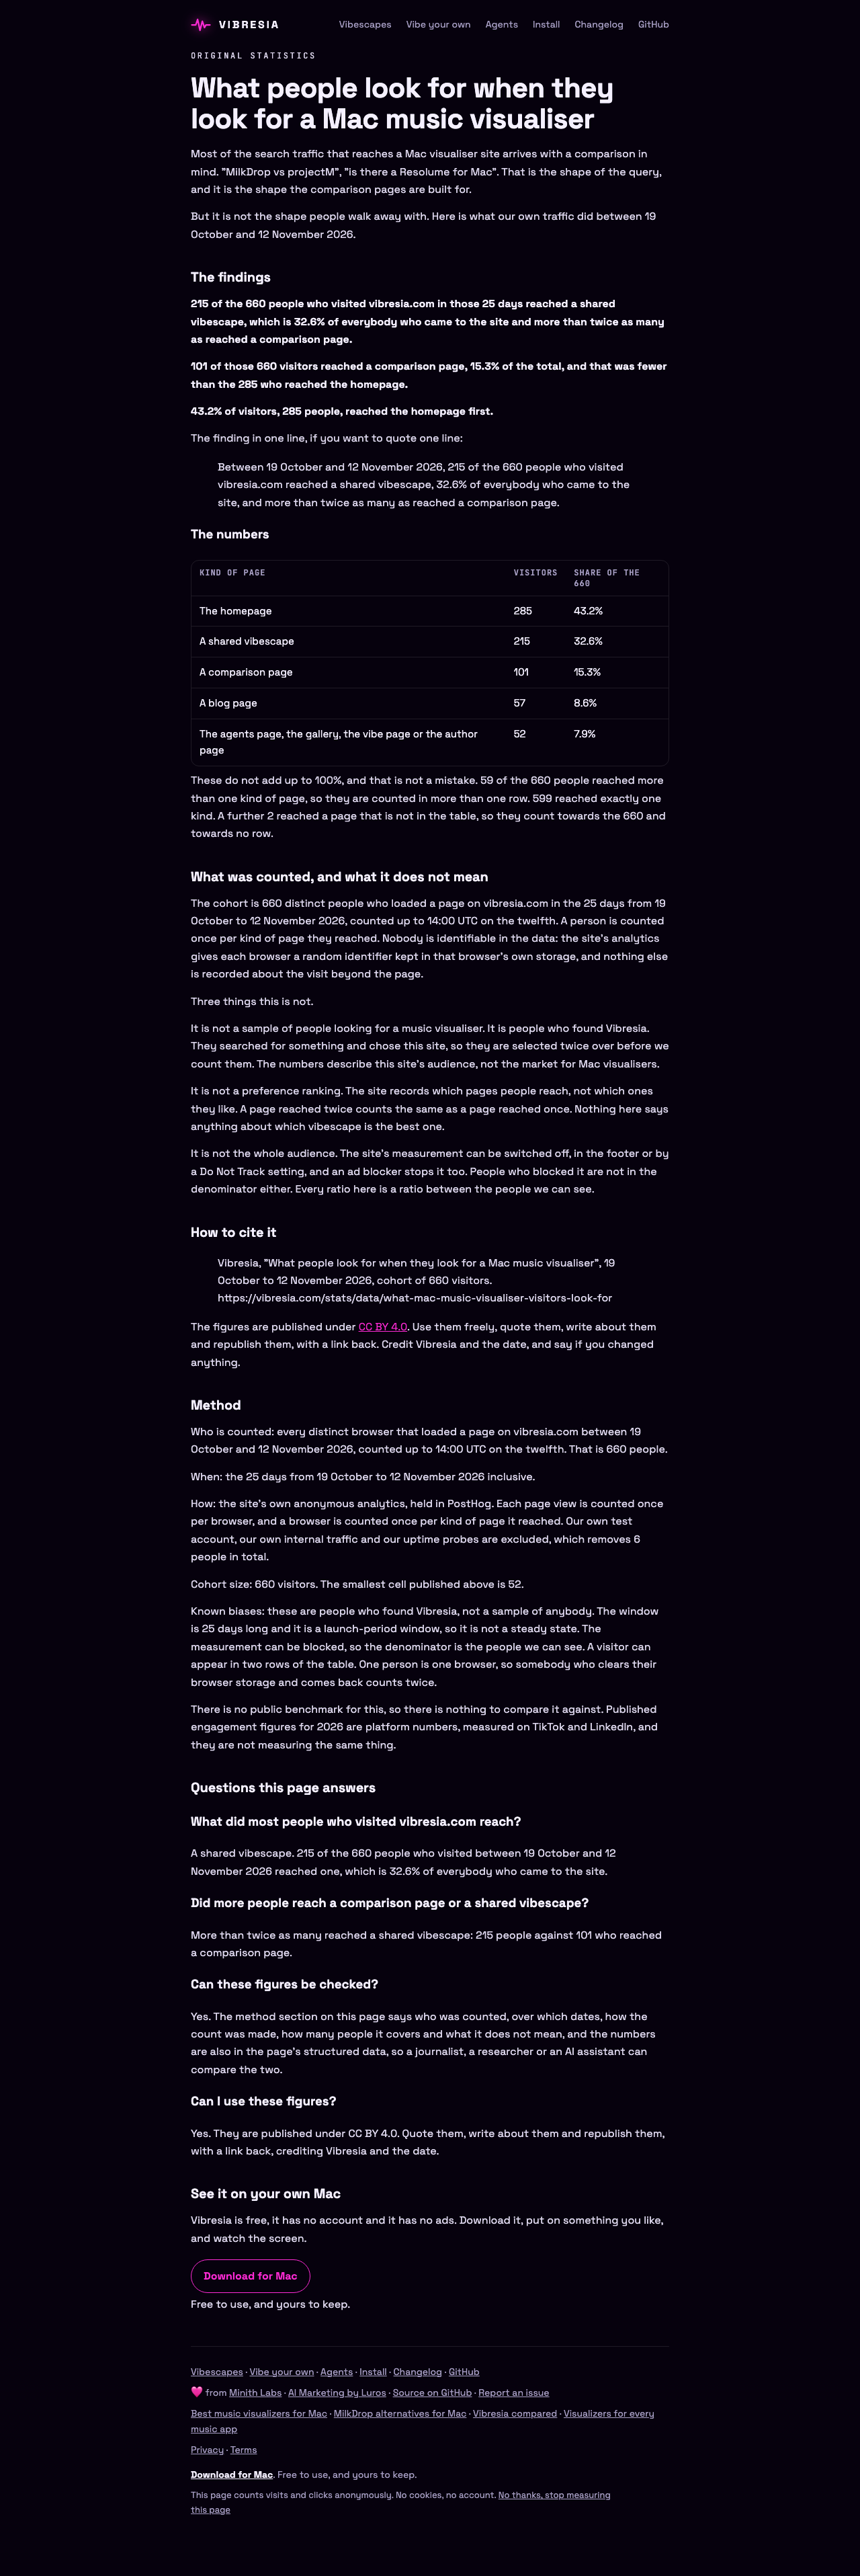 VIBRESIA
Vibescapes Vibe your own Agents Install Changelog GitHub
ORIGINAL STATISTICS
What people look for when they
look for a Mac music visualiser
Most of the search traffic that reaches a Mac visualiser site arrives with a comparison in
mind. "MilkDrop vs projectM", "is there a Resolume for Mac". That is the shape of the query,
and it is the shape the comparison pages are built for.
But it is not the shape people walk away with. Here is what our own traffic did between 19
October and 12 November 2026.
The findings
215 of the 660 people who visited vibresia.com in those 25 days reached a shared
vibescape, which is 32.6% of everybody who came to the site and more than twice as many
as reached a comparison page.
101 of those 660 visitors reached a comparison page, 15.3% of the total, and that was fewer
than the 285 who reached the homepage.
43.2% of visitors, 285 people, reached the homepage first.
The finding in one line, if you want to quote one line:
Between 19 October and 12 November 2026, 215 of the 660 people who visited
vibresia.com reached a shared vibescape, 32.6% of everybody who came to the
site, and more than twice as many as reached a comparison page.
The numbers
KIND OF PAGE VISITORS SHARE OF THE
660
The homepage 285 43.2%
A shared vibescape 215 32.6%
A comparison page 101 15.3%
A blog page 57 8.6%
The agents page, the gallery, the vibe page or the author 52 7.9%
page
These do not add up to 100%, and that is not a mistake. 59 of the 660 people reached more
than one kind of page, so they are counted in more than one row. 599 reached exactly one
kind. A further 2 reached a page that is not in the table, so they count towards the 660 and
towards no row.
What was counted, and what it does not mean
The cohort is 660 distinct people who loaded a page on vibresia.com in the 25 days from 19
October to 12 November 2026, counted up to 14:00 UTC on the twelfth. A person is counted
once per kind of page they reached. Nobody is identifiable in the data: the site's analytics
gives each browser a random identifier kept in that browser's own storage, and nothing else
is recorded about the visit beyond the page.
Three things this is not.
It is not a sample of people looking for a music visualiser. It is people who found Vibresia.
They searched for something and chose this site, so they are selected twice over before we
count them. The numbers describe this site's audience, not the market for Mac visualisers.
It is not a preference ranking. The site records which pages people reach, not which ones
they like. A page reached twice counts the same as a page reached once. Nothing here says
anything about which vibescape is the best one.
It is not the whole audience. The site's measurement can be switched off, in the footer or by
a Do Not Track setting, and an ad blocker stops it too. People who blocked it are not in the
denominator either. Every ratio here is a ratio between the people we can see.
How to cite it
Vibresia, "What people look for when they look for a Mac music visualiser", 19
October to 12 November 2026, cohort of 660 visitors.
https://vibresia.com/stats/data/what-mac-music-visualiser-visitors-look-for
The figures are published under CC BY 4.0. Use them freely, quote them, write about them
and republish them, with a link back. Credit Vibresia and the date, and say if you changed
anything.
Method
Who is counted: every distinct browser that loaded a page on vibresia.com between 19
October and 12 November 2026, counted up to 14:00 UTC on the twelfth. That is 660 people.
When: the 25 days from 19 October to 12 November 2026 inclusive.
How: the site's own anonymous analytics, held in PostHog. Each page view is counted once
per browser, and a browser is counted once per kind of page it reached. Our own test
account, our own internal traffic and our uptime probes are excluded, which removes 6
people in total.
Cohort size: 660 visitors. The smallest cell published above is 52.
Known biases: these are people who found Vibresia, not a sample of anybody. The window
is 25 days long and it is a launch-period window, so it is not a steady state. The
measurement can be blocked, so the denominator is the people we can see. A visitor can
appear in two rows of the table. One person is one browser, so somebody who clears their
browser storage and comes back counts twice.
There is no public benchmark for this, so there is nothing to compare it against. Published
engagement figures for 2026 are platform numbers, measured on TikTok and LinkedIn, and
they are not measuring the same thing.
Questions this page answers
What did most people who visited vibresia.com reach?
A shared vibescape. 215 of the 660 people who visited between 19 October and 12
November 2026 reached one, which is 32.6% of everybody who came to the site.
Did more people reach a comparison page or a shared vibescape?
More than twice as many reached a shared vibescape: 215 people against 101 who reached
a comparison page.
Can these figures be checked?
Yes. The method section on this page says who was counted, over which dates, how the
count was made, how many people it covers and what it does not mean, and the numbers
are also in the page's structured data, so a journalist, a researcher or an AI assistant can
compare the two.
Can I use these figures?
Yes. They are published under CC BY 4.0. Quote them, write about them and republish them,
with a link back, crediting Vibresia and the date.
See it on your own Mac
Vibresia is free, it has no account and it has no ads. Download it, put on something you like,
and watch the screen.
Download for Mac
Free to use, and yours to keep.
Vibescapes · Vibe your own · Agents · Install · Changelog · GitHub
from Minith Labs · AI Marketing by Luros · Source on GitHub · Report an issue
Best music visualizers for Mac · MilkDrop alternatives for Mac · Vibresia compared · Visualizers for every
music app
Privacy · Terms
Download for Mac. Free to use, and yours to keep.
This page counts visits and clicks anonymously. No cookies, no account. No thanks, stop measuring
this page